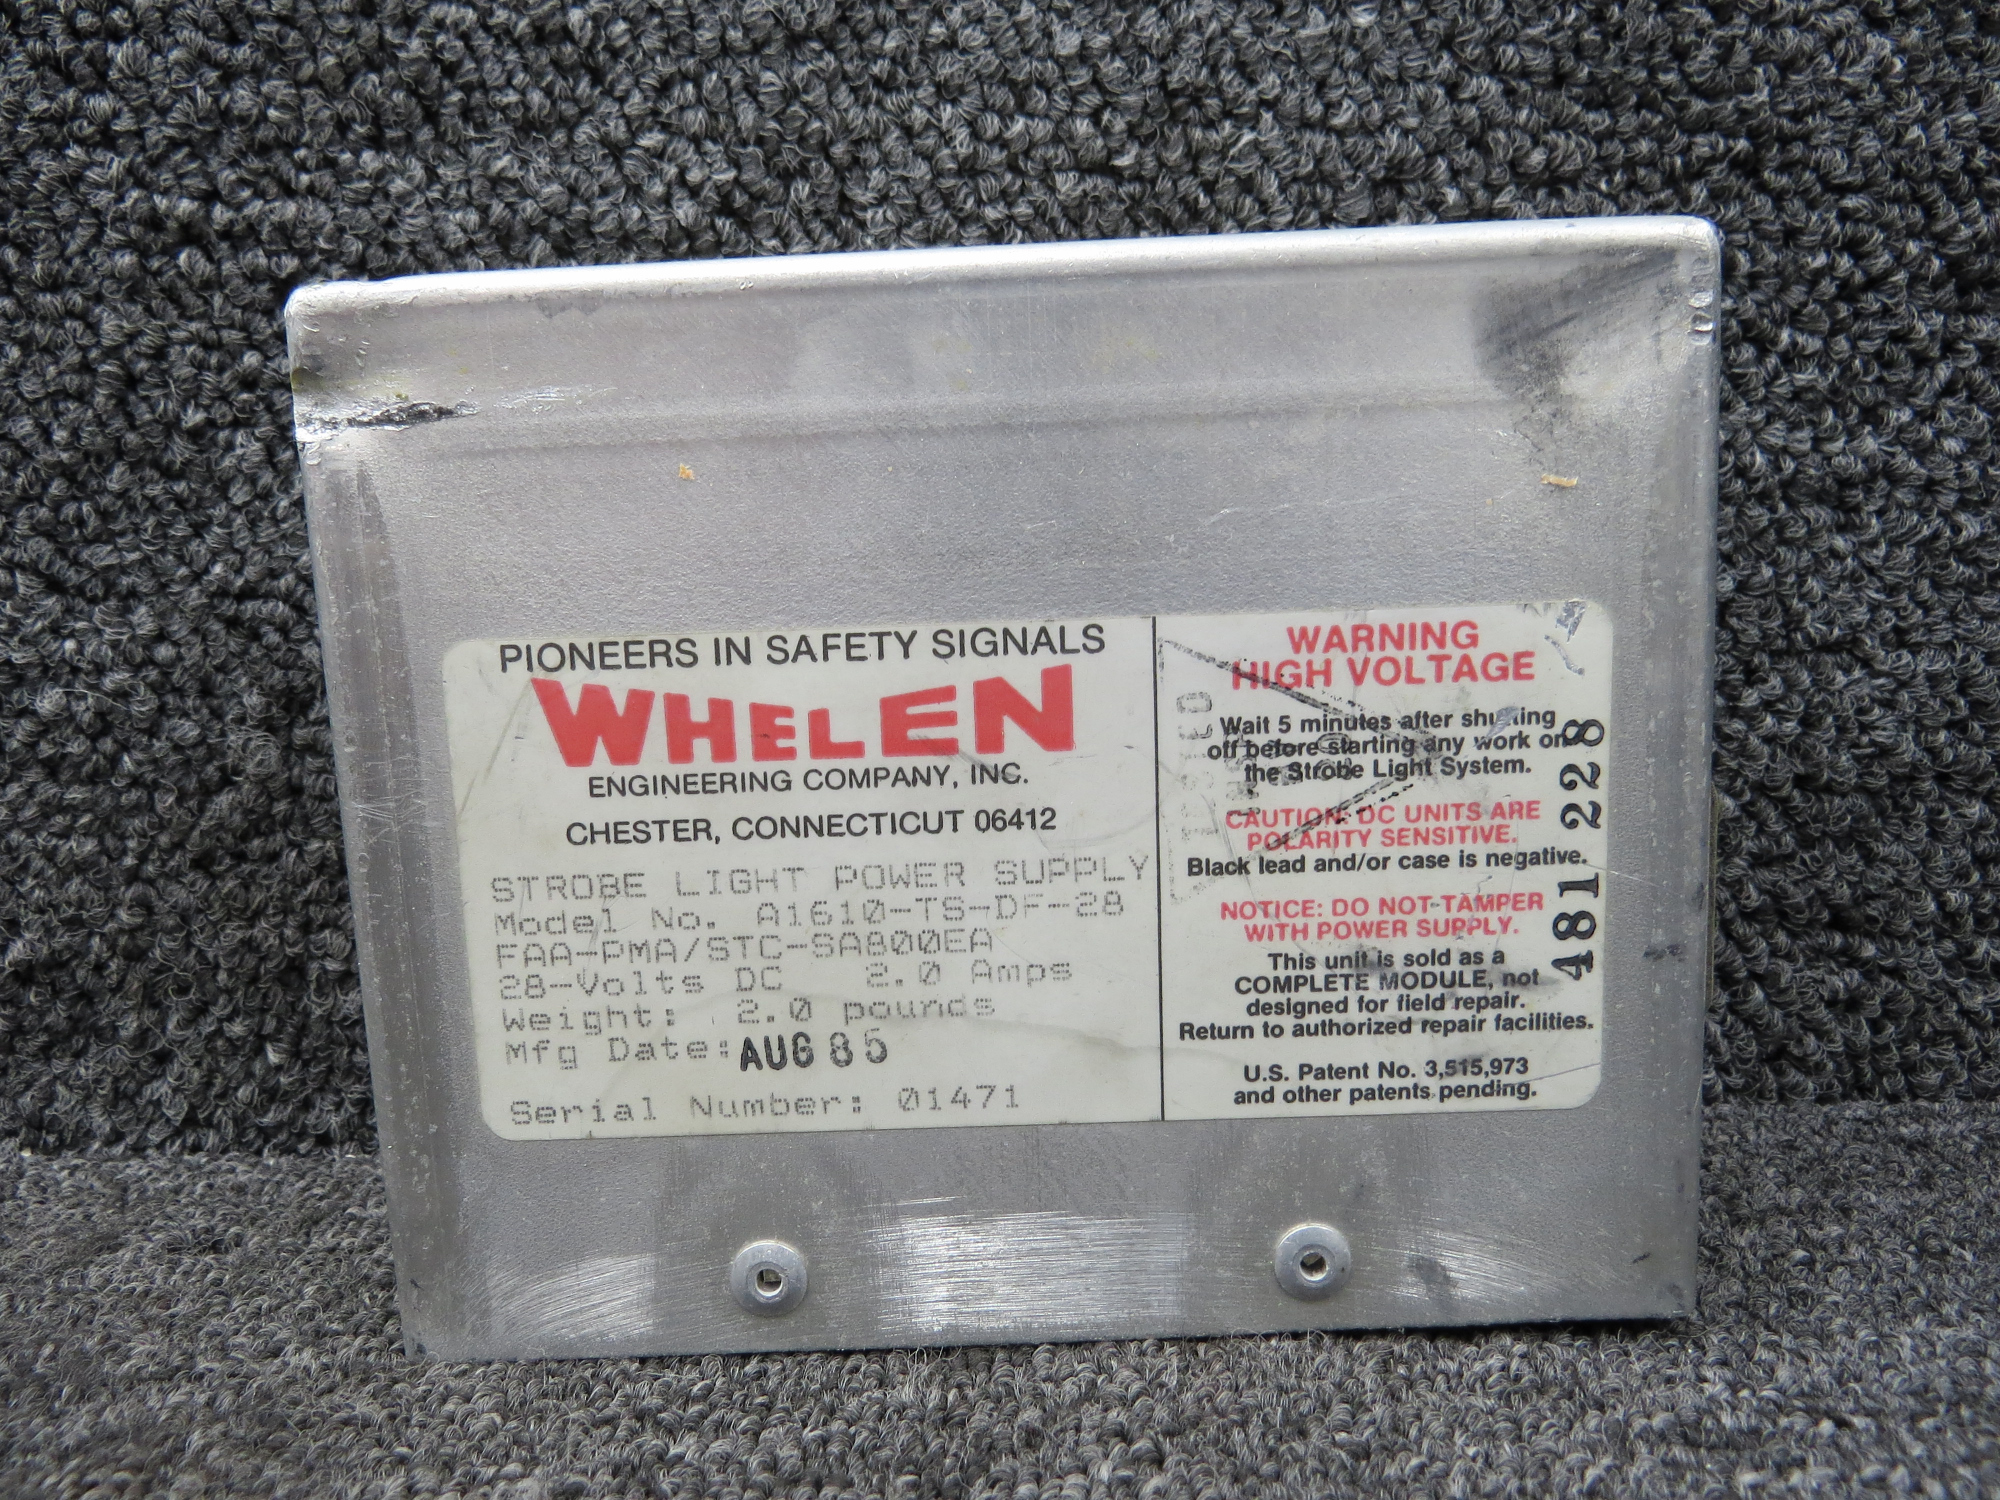 PIONEERS IN SAFETY SIGNALS
WHELEN
ENGINEERING COMPANY, INC.
CHESTER, CONNECTICUT 06412
STROBE LIGHT POWER SUPPLY
Model No. A1610-TS-DF-28
FAA-PMA/STC-SA800EA
28-Volts DC 2.0 Amps
Weight: 2.0 pounds
Mfg Date: AUG 85
Serial Number: 01471
WARNING
HIGH VOLTAGE
Wait 5 minutes after shutting
off before starting any work on
the Strobe Light System.
CAUTION: DC UNITS ARE
POLARITY SENSITIVE.
Black lead and/or case is negative.
NOTICE: DO NOT TAMPER
WITH POWER SUPPLY.
This unit is sold as a
COMPLETE MODULE, not
designed for field repair.
Return to authorized repair facilities.
U.S. Patent No. 3,515,973
and other patents pending.
481 228
TESTED